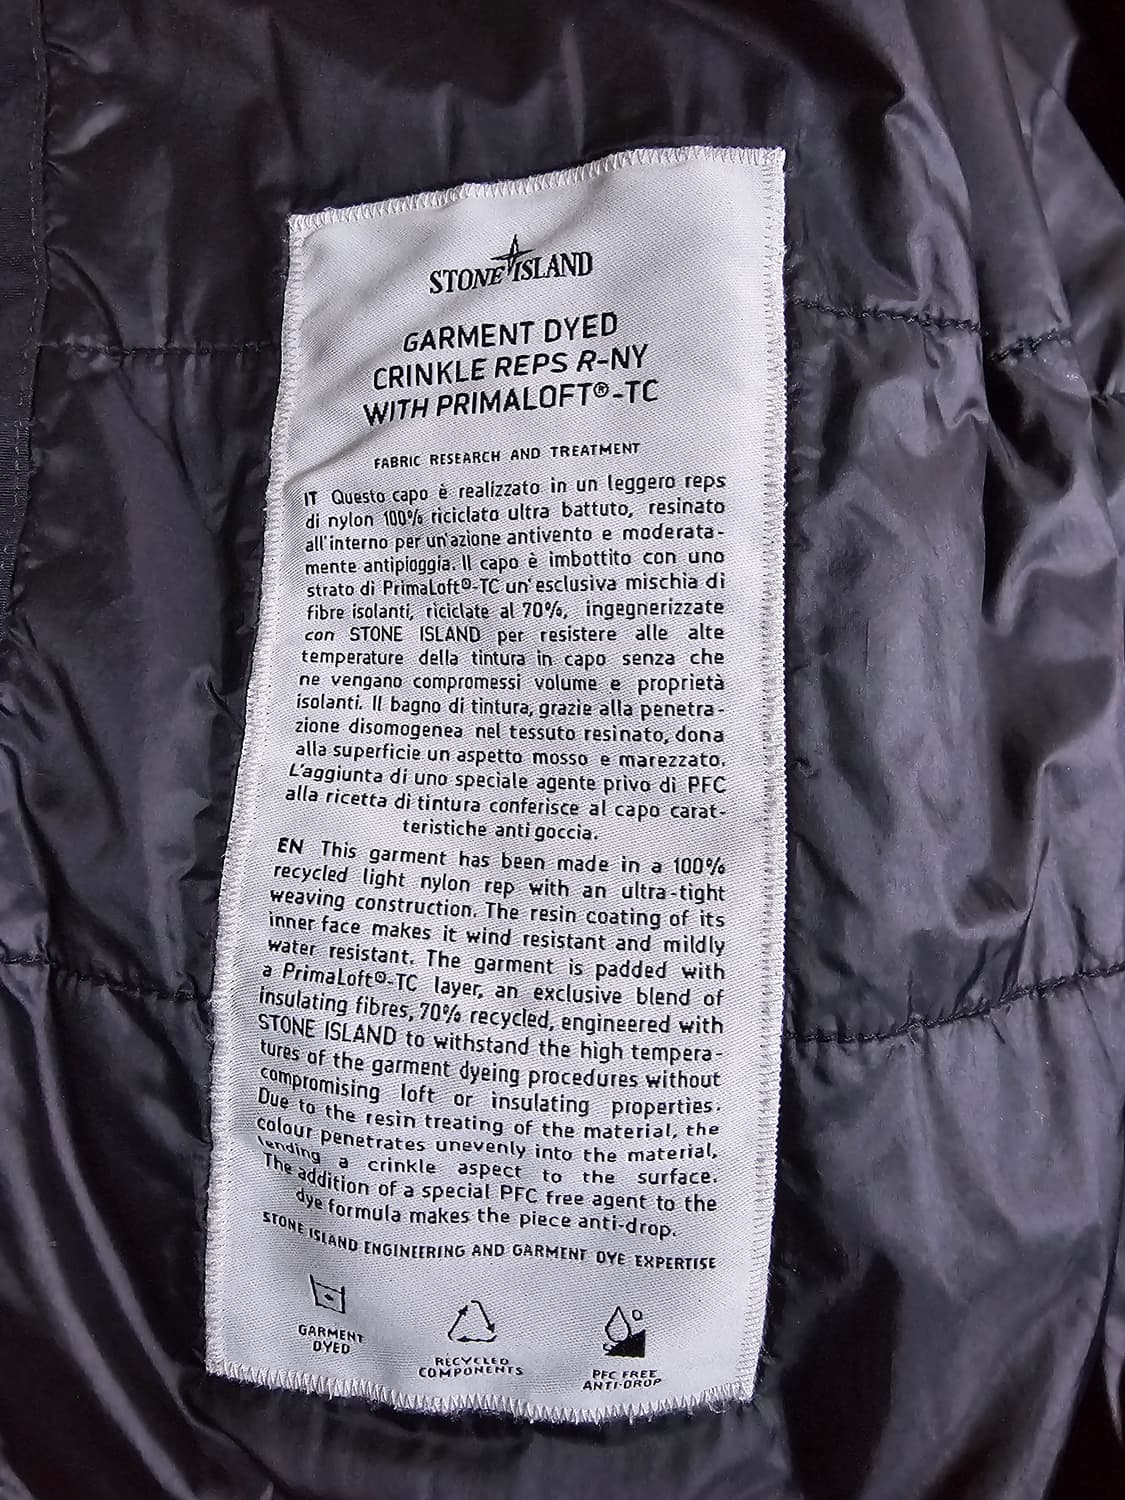 STONE ISLAND
GARMENT DYED
CRINKLE REPS R-NY
WITH PRIMALOFT®-TC
FABRIC RESEARCH AND TREATMENT
IT Questo capo è realizzato in un leggero reps
di nylon 100% riciclato ultra battuto, resinato
all'interno per un'azione antivento e moderata-
mente antipioggia. Il capo è imbottito con uno
strato di PrimaLoft®-TC un'esclusiva mischia di
fibre isolanti, riciclate al 70%, ingegnerizzate
con STONE ISLAND per resistere alle alte
temperature della tintura in capo senza che
ne vengano compromessi volume e proprietà
isolanti. Il bagno di tintura, grazie alla penetra-
zione disomogenea nel tessuto resinato, dona
alla superficie un aspetto mosso e marezzato.
L'aggiunta di uno speciale agente privo di PFC
alla ricetta di tintura conferisce al capo carat-
teristiche anti goccia.
EN This garment has been made in a 100%
recycled light nylon rep with an ultra-tight
weaving construction. The resin coating of its
inner face makes it wind resistant and mildly
water resistant. The garment is padded with
a PrimaLoft®-TC layer, an exclusive blend of
insulating fibres, 70% recycled, engineered with
STONE ISLAND to withstand the high tempera-
tures of the garment dyeing procedures without
compromising loft or insulating properties.
Due to the resin treating of the material, the
colour penetrates unevenly into the material,
lending a crinkle aspect to the surface.
The addition of a special PFC free agent to the
dye formula makes the piece anti-drop.
STONE ISLAND ENGINEERING AND GARMENT DYE EXPERTISE
GARMENT
DYED
RECYCLED
COMPONENTS
PFC FREE
ANTI-DROP